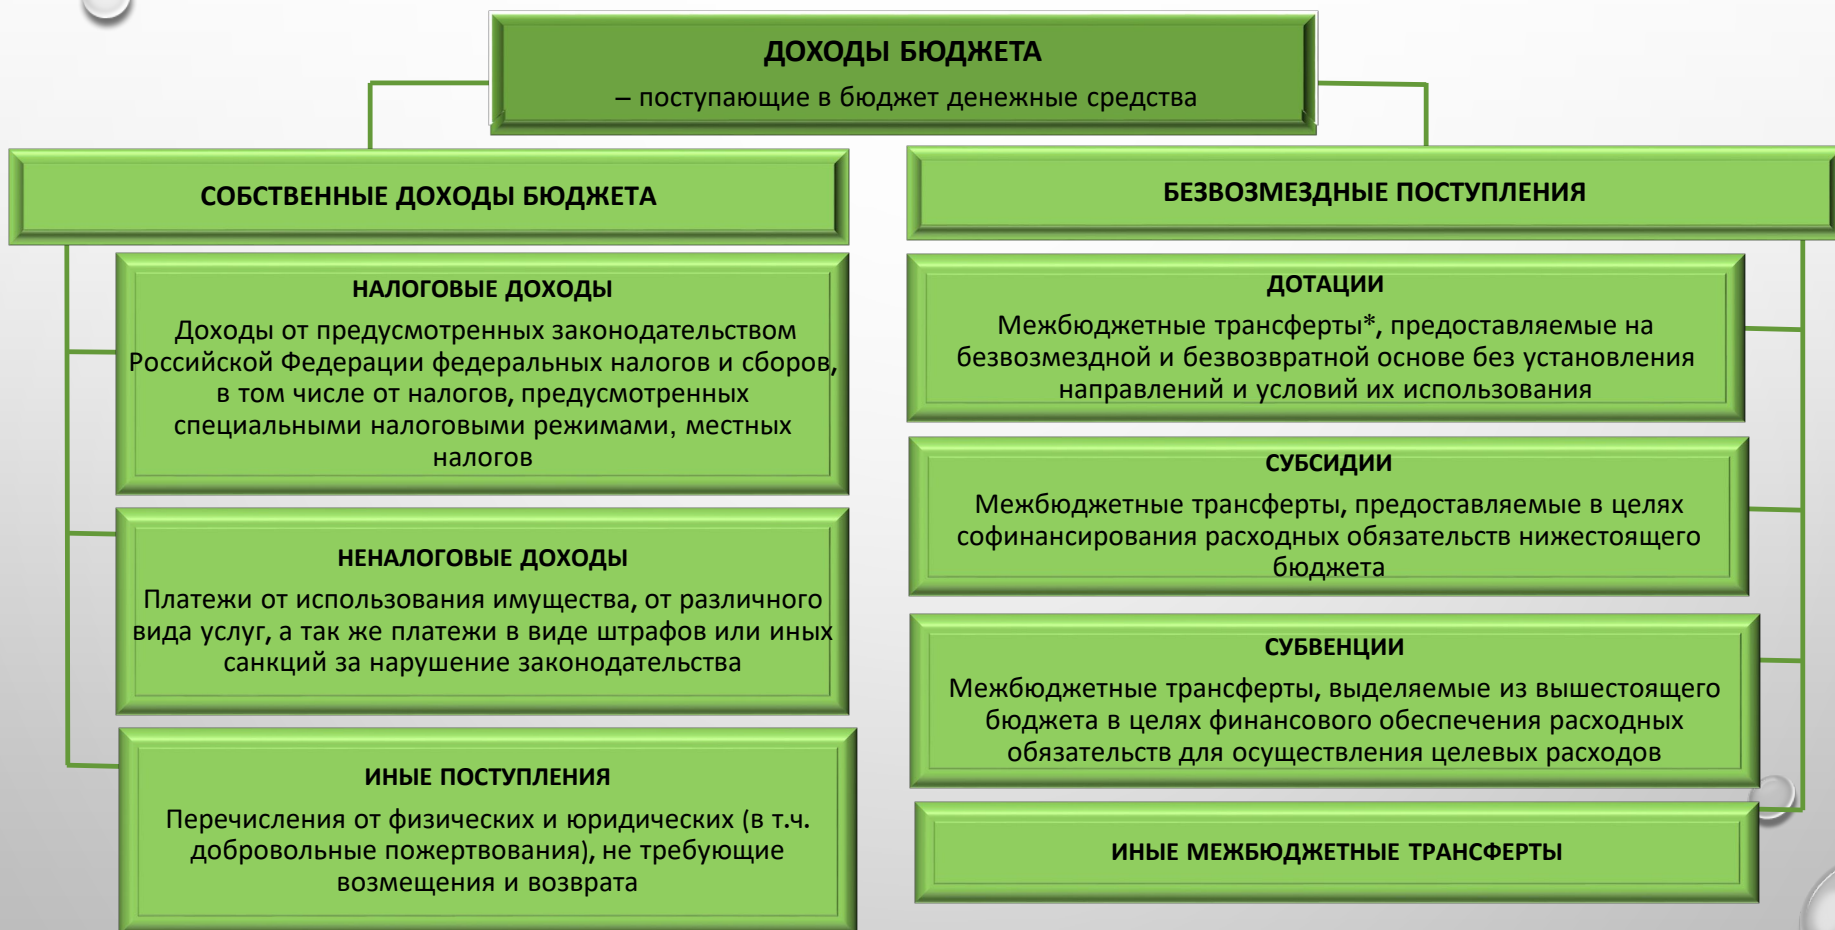 ДОХОДЫ БЮДЖЕТА
– поступающие в бюджет денежные средства
СОБСТВЕННЫЕ ДОХОДЫ БЮДЖЕТА
НАЛОГОВЫЕ ДОХОДЫ
Доходы от предусмотренных законодательством
Российской Федерации федеральных налогов и сборов,
в том числе от налогов, предусмотренных
специальными налоговыми режимами, местных
налогов
НЕНАЛОГОВЫЕ ДОХОДЫ
Платежи от использования имущества, от различного
вида услуг, а так же платежи в виде штрафов или иных
санкций за нарушение законодательства
ИНЫЕ ПОСТУПЛЕНИЯ
Перечисления от физических и юридических (в т.ч.
добровольные пожертвования), не требующие
возмещения и возврата
БЕЗВОЗМЕЗДНЫЕ ПОСТУПЛЕНИЯ
ДОТАЦИИ
Межбюджетные трансферты*, предоставляемые на
безвозмездной и безвозвратной основе без установления
направлений и условий их использования
СУБСИДИИ
Межбюджетные трансферты, предоставляемые в целях
софинансирования расходных обязательств нижестоящего
бюджета
СУБВЕНЦИИ
Межбюджетные трансферты, выделяемые из вышестоящего
бюджета в целях финансового обеспечения расходных
обязательств для осуществления целевых расходов
ИНЫЕ МЕЖБЮДЖЕТНЫЕ ТРАНСФЕРТЫ